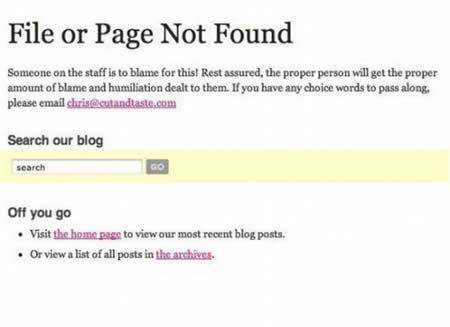 File or Page Not Found
Someone on the staff is to blame for this! Rest assured, the proper person will get the proper
amount of blame and humiliation dealt to them. If you have any choice words to pass along,
please email chris@cutandtaste.com
Search our blog
search GO
Off you go
• Visit the home page to view our most recent blog posts.
• Or view a list of all posts in the archives.